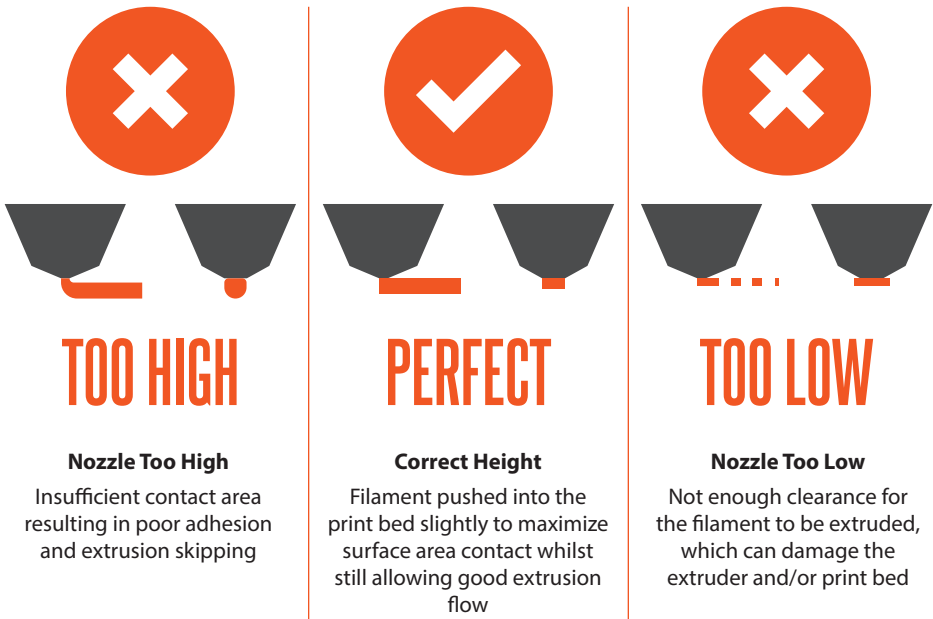 TOO HIGH
Nozzle Too High
Insufficient contact area
resulting in poor adhesion
and extrusion skipping
PERFECT
Correct Height
Filament pushed into the
print bed slightly to maximize
surface area contact whilst
still allowing good extrusion
flow
TOO LOW
Nozzle Too Low
Not enough clearance for
the filament to be extruded,
which can damage the
extruder and/or print bed